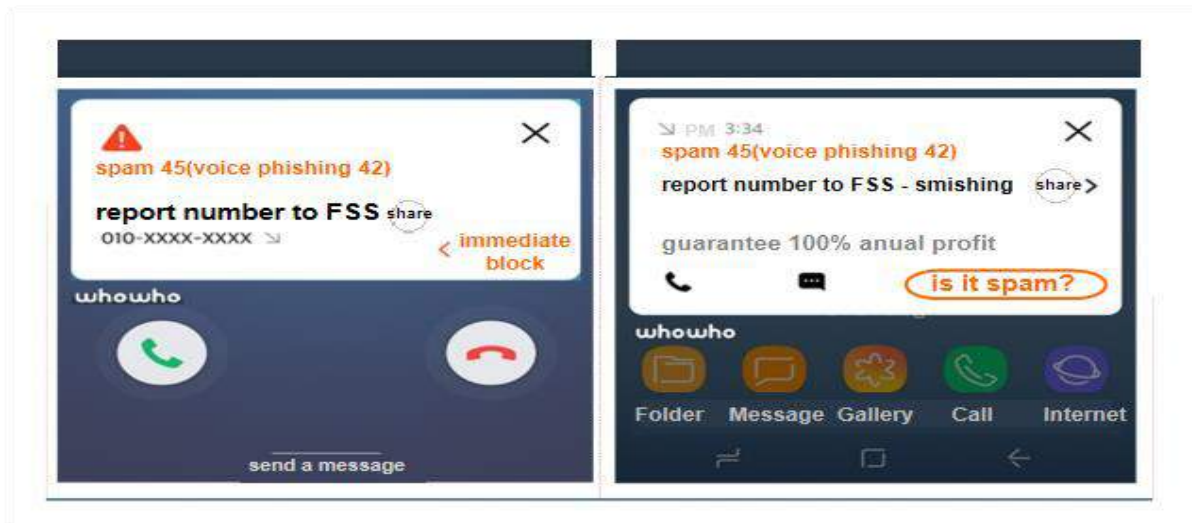 spam 45(voice phishing 42)
report number to FSS share
010-XXXX-XXXX
< immediate
block
whowho
send a message
PM 3:34
spam 45(voice phishing 42)
report number to FSS - smishing share >
guarantee 100% anual profit
is it spam?
whowho
Folder Message Gallery Call Internet